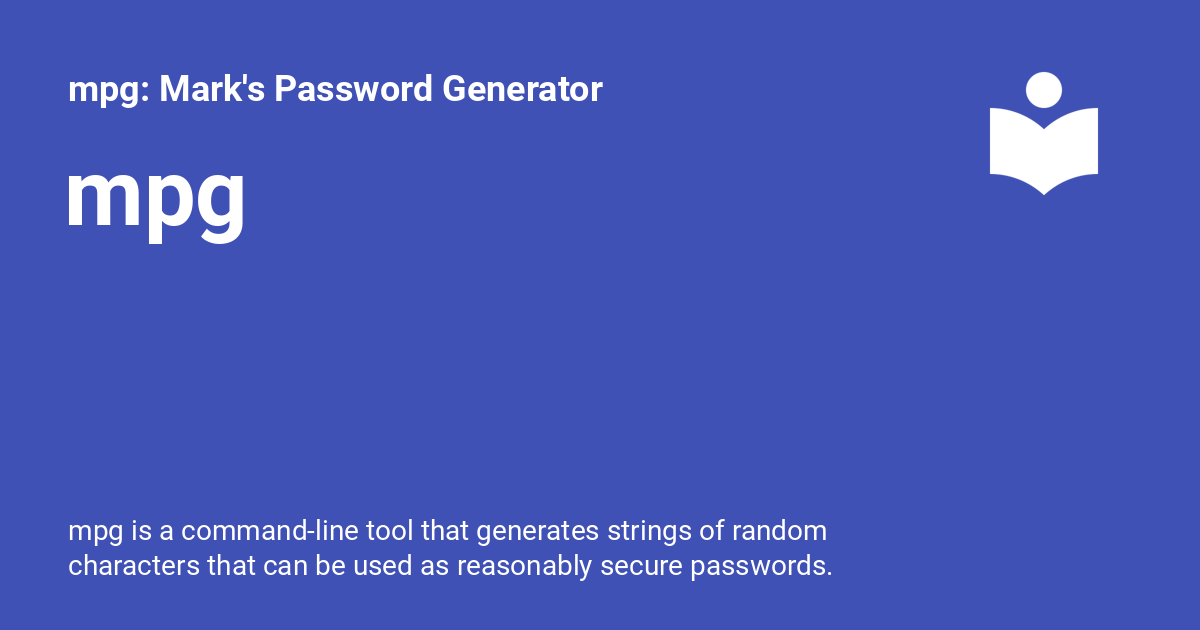 mpg: Mark's Password Generator
mpg
mpg is a command-line tool that generates strings of random
characters that can be used as reasonably secure passwords.